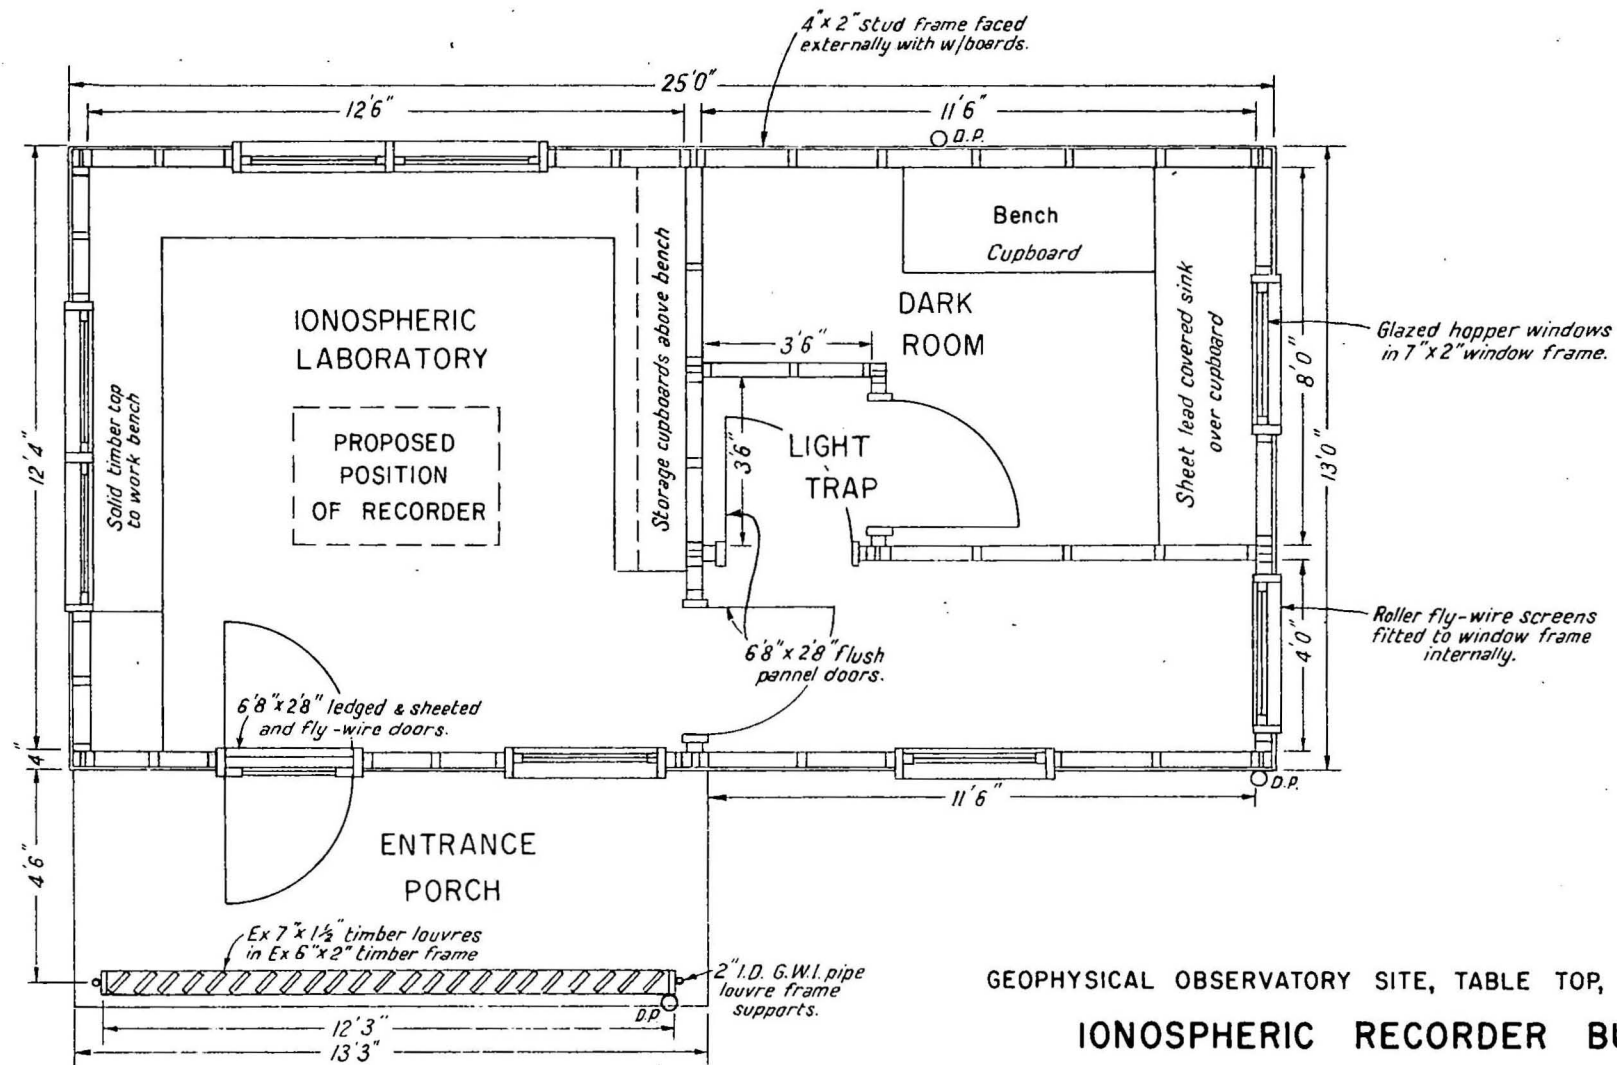 4"x 2" stud frame faced
externally with w/boards.
25'0"
12'6"
11'6"
D.P.
Bench
Cupboard
IONOSPHERIC
LABORATORY
DARK
ROOM
3'6"
Glazed hopper windows
in 7"x 2" window frame.
Solid timber top
to work bench
Storage cupboards above bench
Sheet lead covered sink
over cupboard
8'0"
12'4"
13'0"
PROPOSED
POSITION
OF RECORDER
3'6"
LIGHT
TRAP
Roller fly-wire screens
fitted to window frame
internally.
4'0"
6'8"x 2'8" flush
pannel doors.
6'8"x 2'8" ledged & sheeted
and fly-wire doors.
4"
11'6"
D.P.
4'6"
ENTRANCE
PORCH
Ex 7"x 1½" timber louvres
in Ex 6"x 2" timber frame
2" I.D. G.W.I. pipe
louvre frame
supports.
D.P.
12'3"
13'3"
GEOPHYSICAL OBSERVATORY SITE, TABLE TOP,
IONOSPHERIC RECORDER BU